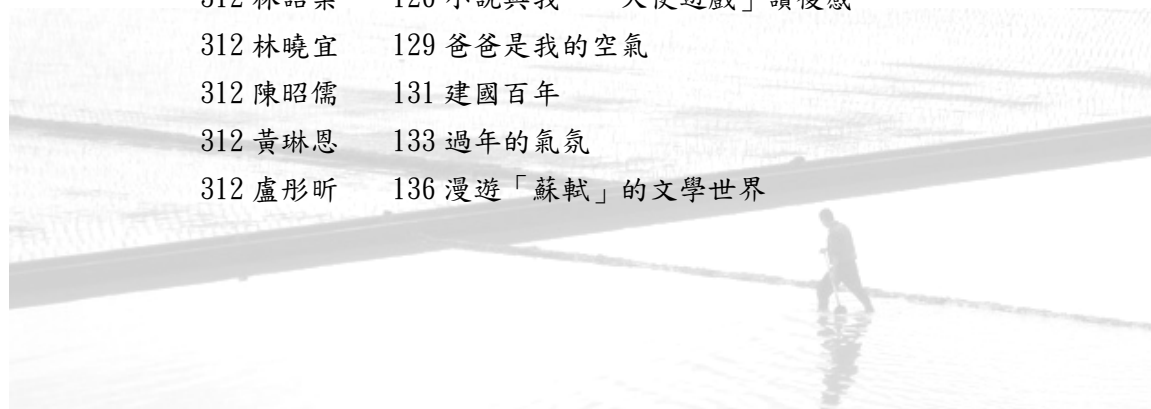 312 林曉宜 129 爸爸是我的空氣
312 陳昭儒 131 建國百年
312 黃琳恩 133 過年的氣氛
312 盧彤昕 136 漫遊「蘇軾」的文學世界